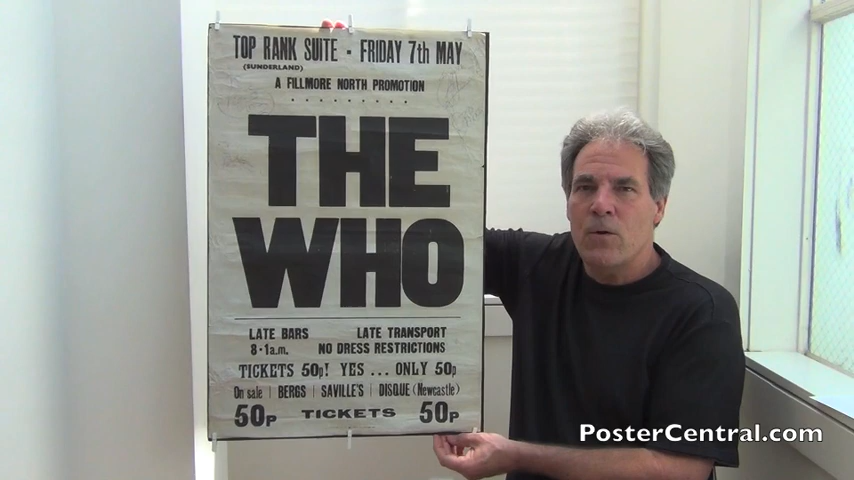 TOP RANK SUITE - FRIDAY 7th MAY
(SUNDERLAND)
A FILLMORE NORTH PROMOTION
THE
WHO
LATE BARS LATE TRANSPORT
8-1a.m. NO DRESS RESTRICTIONS
TICKETS 50p! YES ... ONLY 50p
On sale | BERGS | SAVILLE'S | DISQUE (Newcastle)
50p TICKETS 50p
PosterCentral.com